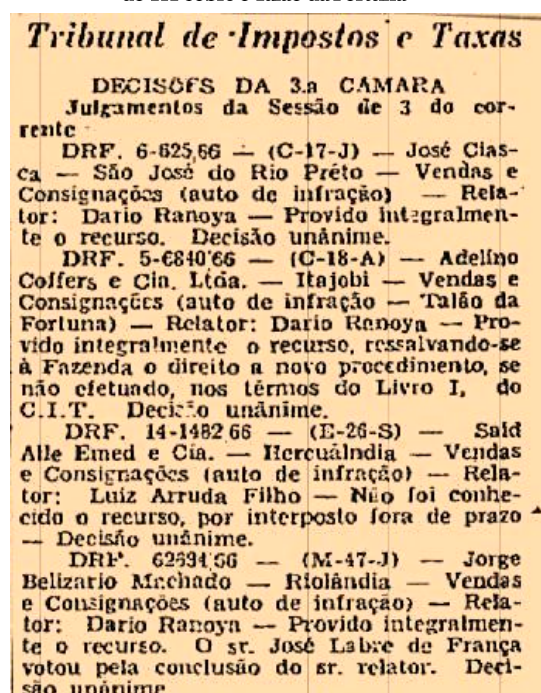 Tribunal de Impostos e Taxas
DECISÕES DA 3.a CÂMARA
Julgamentos da Sessão de 3 do cor-
rente
DRF. 6-625,66 — (C-17-J) — José Cias-
ca — São José do Rio Prêto — Vendas e
Consignações (auto de infração) — Rela-
tor: Dario Ranoya — Provido integralmen-
te o recurso. Decisão unânime.
DRF. 5-6840'66 — (C-18-A) — Adelino
Coffers e Cia. Ltda. — Itajobi — Vendas e
Consignações (auto de infração — Talão da
Fortuna) — Relator: Dario Ranoya — Pro-
vido integralmente o recurso, ressalvando-se
à Fazenda o direito a novo procedimento, se
não efetuado, nos têrmos do Livro I, do
C.I.T. Decisão unânime.
DRF. 14-1482 66 — (E-26-S) — Said
Alle Emed e Cia. — Herculândia — Vendas
e Consignações (auto de infração) — Rela-
tor: Luiz Arruda Filho — Não foi conhe-
cido o recurso, por interposto fora de prazo
— Decisão unânime.
DRF. 62694,66 — (M-47-J) — Jorge
Belizario Machado — Riolândia — Vendas
e Consignações (auto de infração) — Rela-
tor: Dario Ranoya — Provido integralmen-
te o recurso. O sr. José Labre de França
votou pela conclusão do sr. relator. Deci-
são unânime